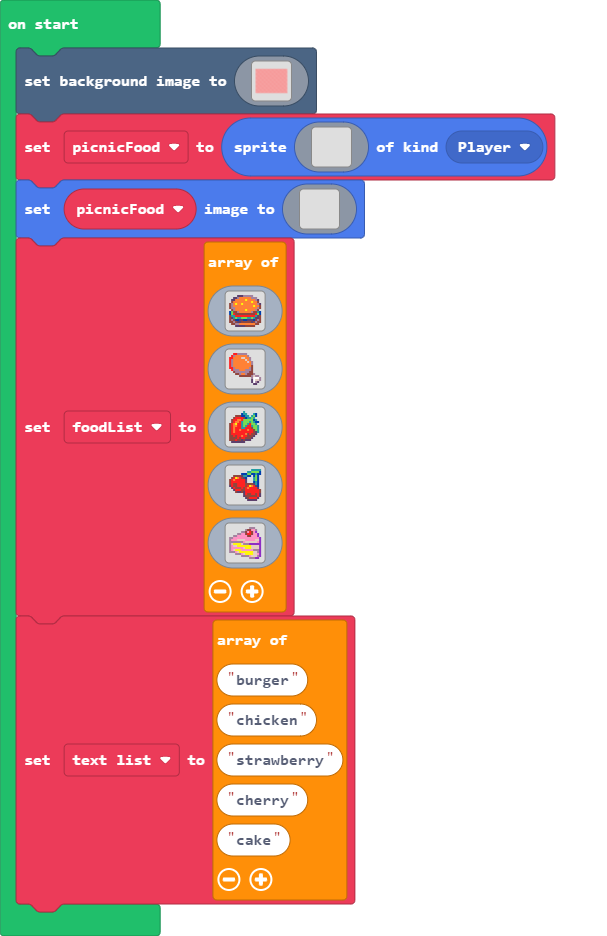 on start
set background image to
set picnicFood to sprite of kind Player
set picnicFood image to
set foodList to array of
set text list to array of
"burger"
"chicken"
"strawberry"
"cherry"
"cake"